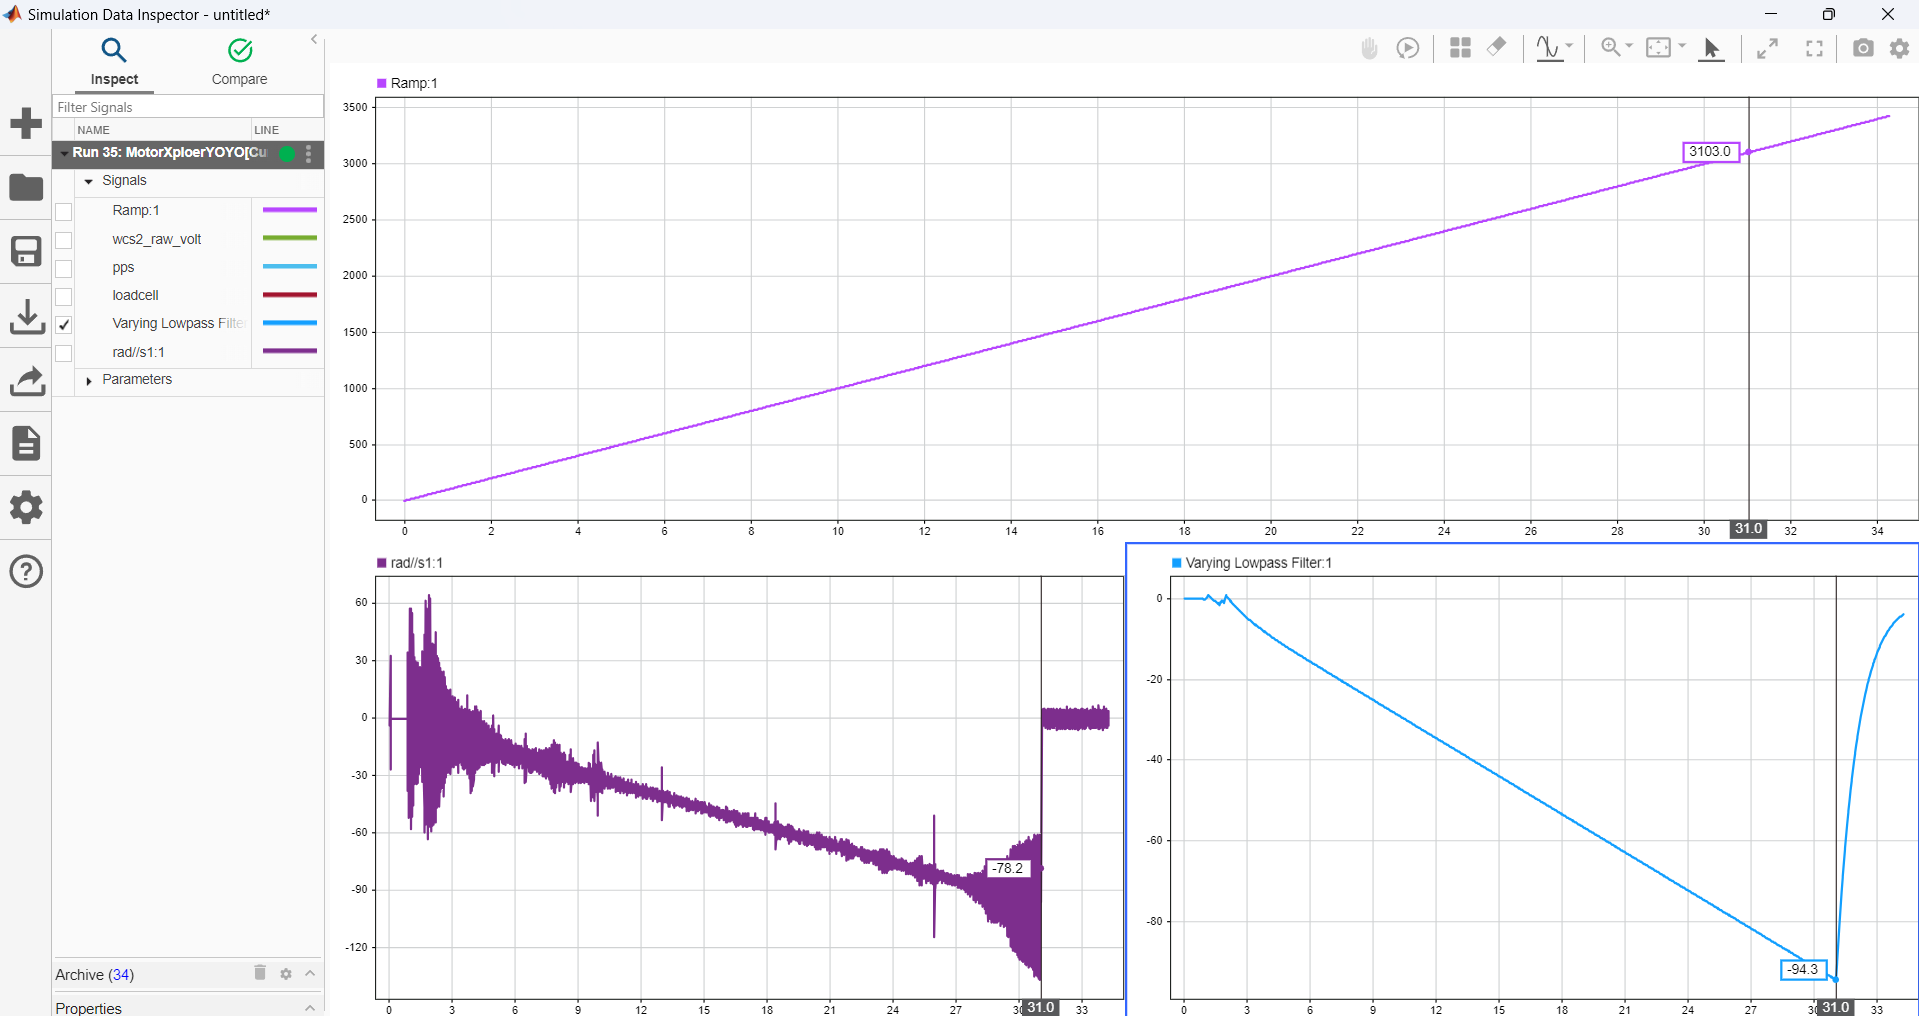 Simulation Data Inspector - untitled*
Inspect
Compare
Filter Signals
NAME
LINE
Run 35: MotorXploerYOYO[Cu
Signals
Ramp:1
wcs2_raw_volt
pps
loadcell
Varying Lowpass Filte
rad//s1:1
Parameters
Archive (34)
Properties
Ramp:1
3500
3000
2500
2000
1500
1000
500
0
3103.0
0 2 4 6 8 10 12 14 16 18 20 22 24 26 28 30 31.0 32 34
rad//s1:1
60
30
0
-30
-60
-90
-120
-78.2
0 3 6 9 12 15 18 21 24 27 30 31.0 33
Varying Lowpass Filter:1
0
-20
-40
-60
-80
-94.3
0 3 6 9 12 15 18 21 24 27 30 31.0 33